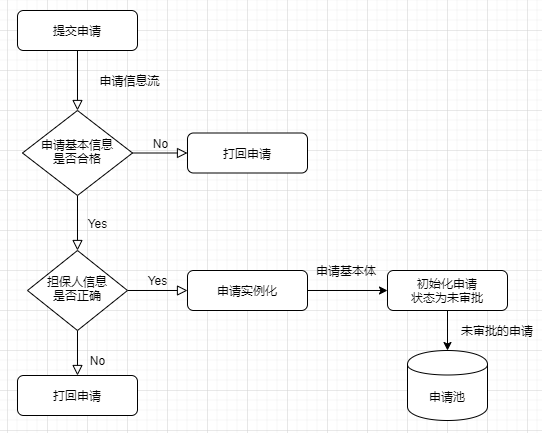 提交申请
申请信息流
申请基本信息
是否合格
No
打回申请
Yes
担保人信息
是否正确
Yes
申请实例化
申请基本体
初始化申请
状态为未审批
未审批的申请
No
打回申请
申请池